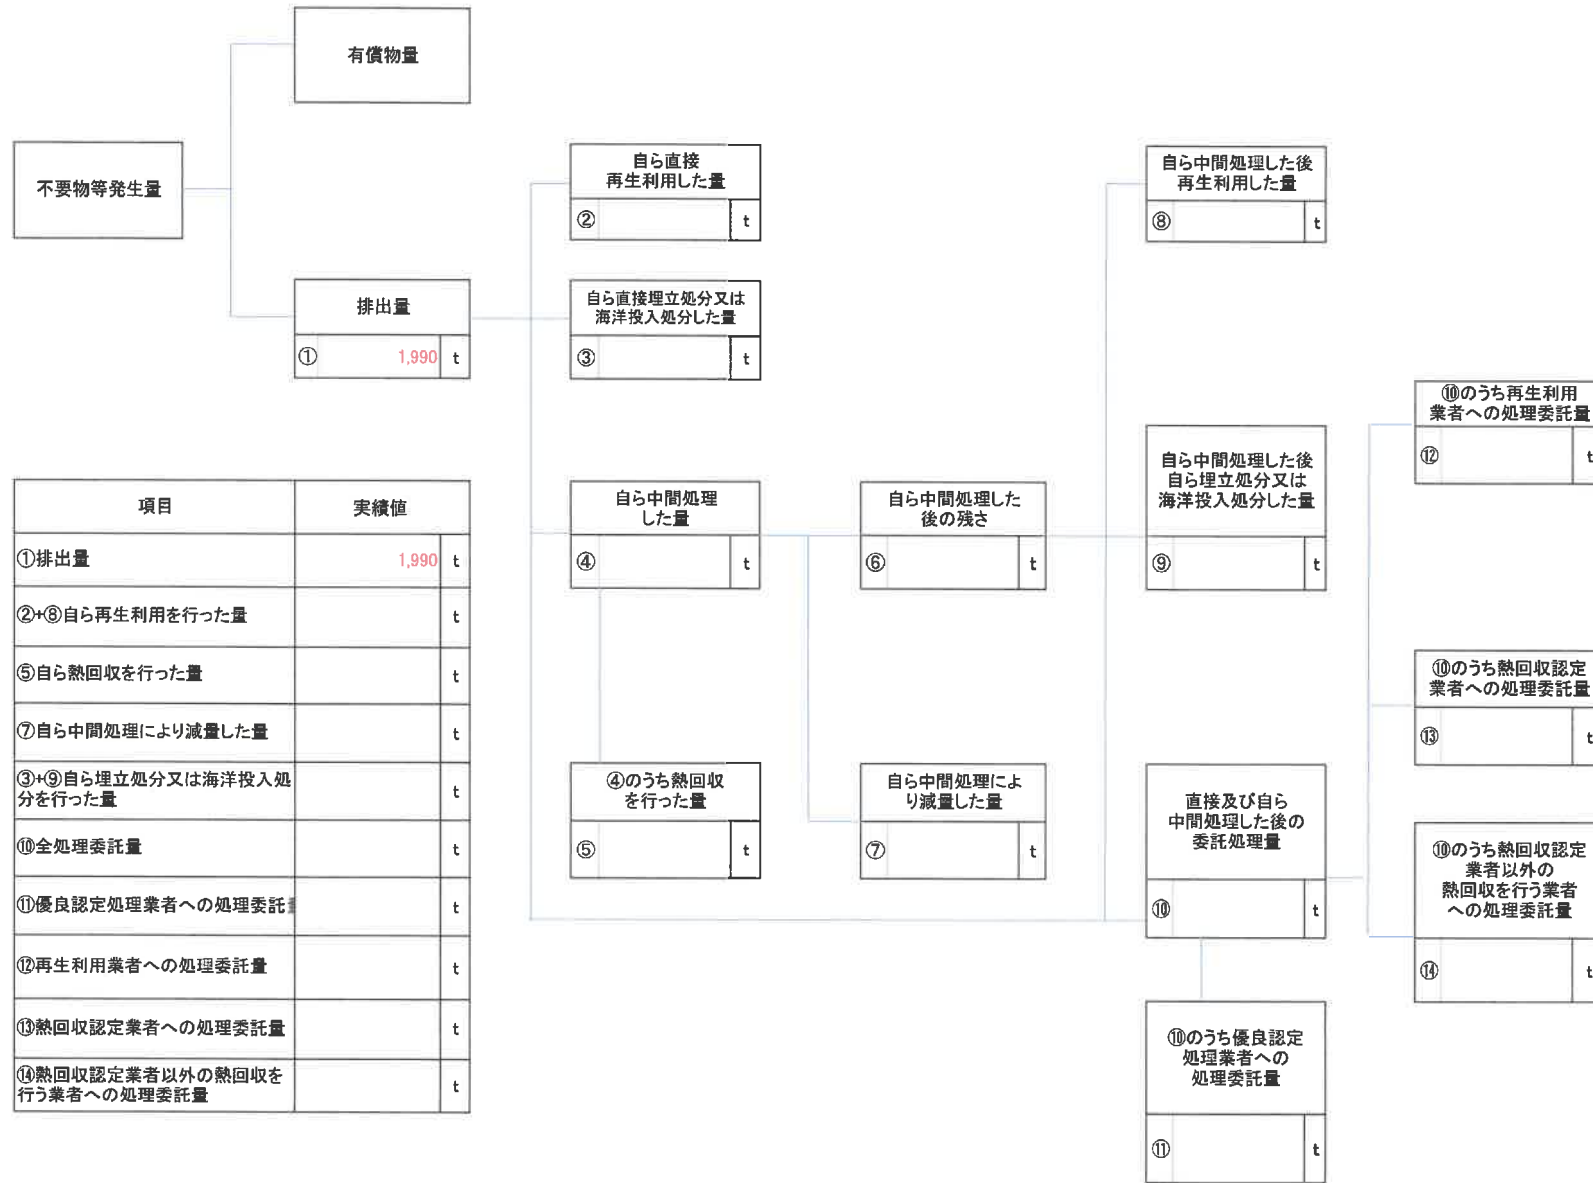 有償物量
不要物等発生量
排出量
① 1,990 t
自ら直接
再生利用した量
② t
自ら直接埋立処分又は
海洋投入処分した量
③ t
自ら中間処理
した量
④ t
④のうち熱回収
を行った量
⑤ t
自ら中間処理した
後の残さ
⑥ t
自ら中間処理によ
り減量した量
⑦ t
自ら中間処理した後
再生利用した量
⑧ t
自ら中間処理した後
自ら埋立処分又は
海洋投入処分した量
⑨ t
直接及び自ら
中間処理した後の
委託処理量
⑩ t
⑩のうち優良認定
処理業者への
処理委託量
⑪ t
⑩のうち再生利用
業者への処理委託量
⑫ t
⑩のうち熱回収認定
業者への処理委託量
⑬ t
⑩のうち熱回収認定
業者以外の
熱回収を行う業者
への処理委託量
⑭ t
項目 実績値
①排出量 1,990 t
②+⑧自ら再生利用を行った量 t
⑤自ら熱回収を行った量 t
⑦自ら中間処理により減量した量 t
③+⑨自ら埋立処分又は海洋投入処
分を行った量 t
⑩全処理委託量 t
⑪優良認定処理業者への処理委託 t
⑫再生利用業者への処理委託量 t
⑬熱回収認定業者への処理委託量 t
⑭熱回収認定業者以外の熱回収を
行う業者への処理委託量 t